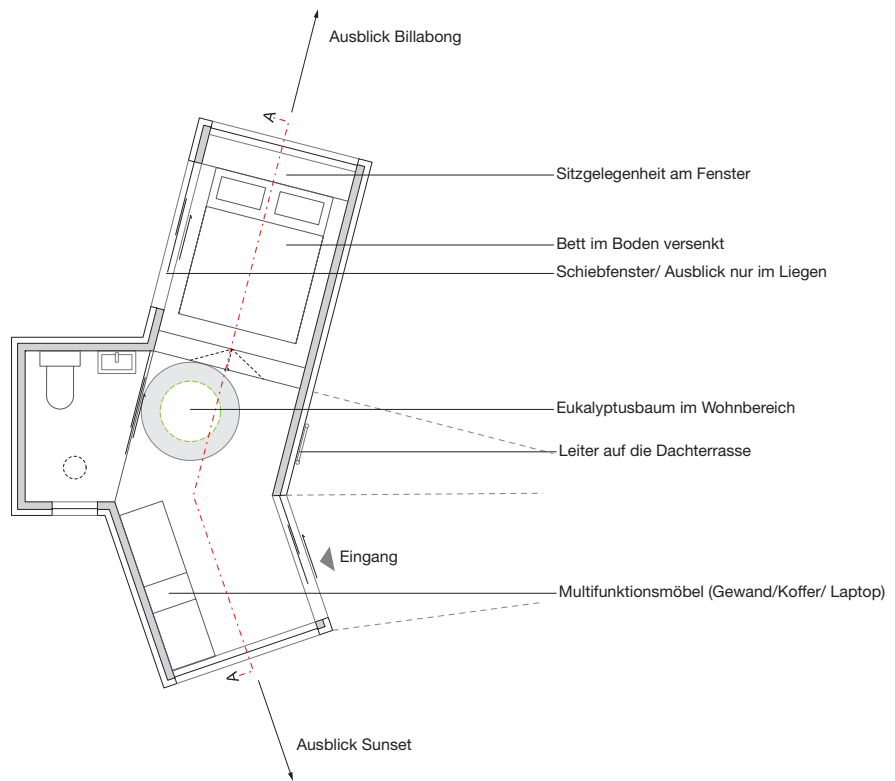 Ausblick Billabong
A
Sitzgelegenheit am Fenster
Bett im Boden versenkt
Schiebfenster/ Ausblick nur im Liegen
Eukalyptusbaum im Wohnbereich
Leiter auf die Dachterrasse
Eingang
Multifunktionsmöbel (Gewand/Koffer/ Laptop)
A
Ausblick Sunset